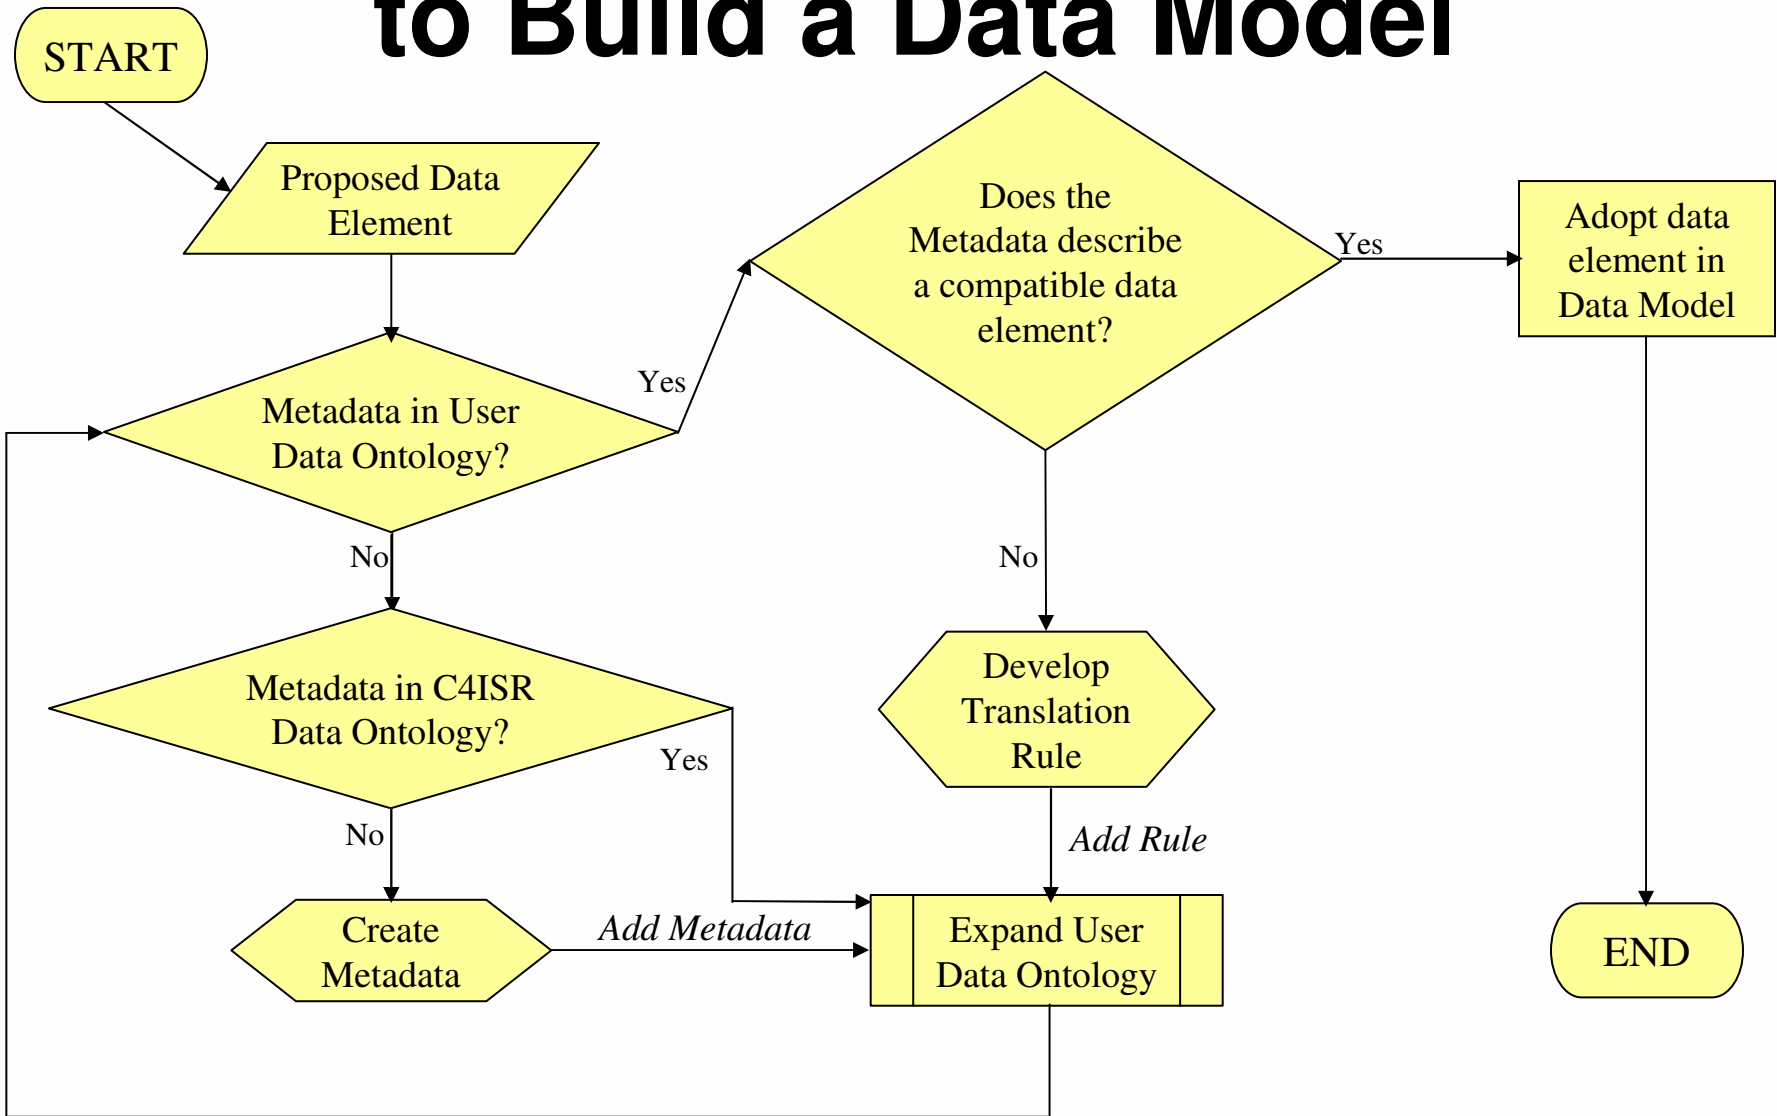 to Build a Data Model
START
Proposed Data
Element
Does the
Metadata describe
a compatible data
element?
Yes
Adopt data
element in
Data Model
Yes
Metadata in User
Data Ontology?
No
No
Metadata in C4ISR
Data Ontology?
Yes
Develop
Translation
Rule
No
Add Rule
Create
Metadata
Add Metadata
Expand User
Data Ontology
END